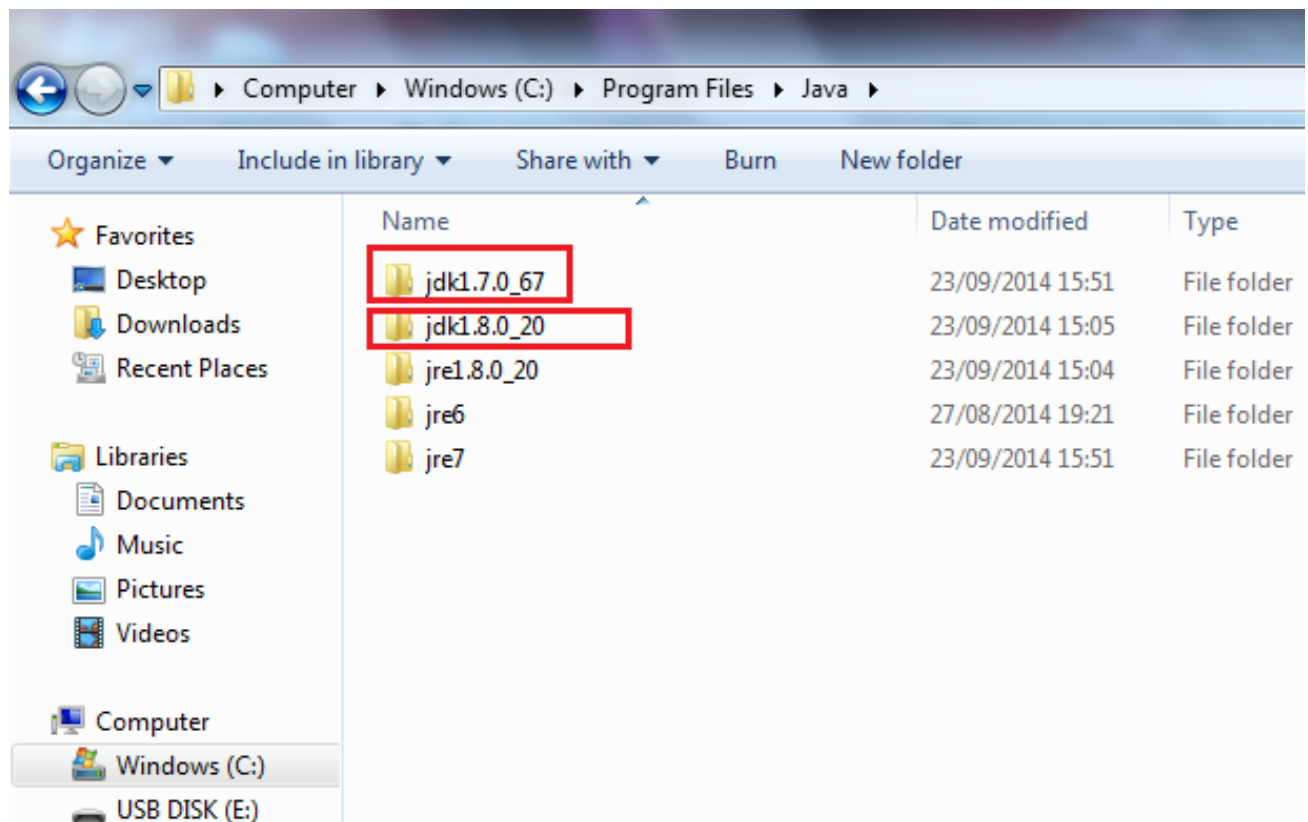 Computer Windows (C:) Program Files Java
Organize Include in library Share with Burn New folder
Name Date modified Type
Favorites
Desktop
Downloads
Recent Places
Libraries
Documents
Music
Pictures
Videos
Computer
Windows (C:)
USB DISK (E:)
jdk1.7.0_67 23/09/2014 15:51 File folder
jdk1.8.0_20 23/09/2014 15:05 File folder
jre1.8.0_20 23/09/2014 15:04 File folder
jre6 27/08/2014 19:21 File folder
jre7 23/09/2014 15:51 File folder